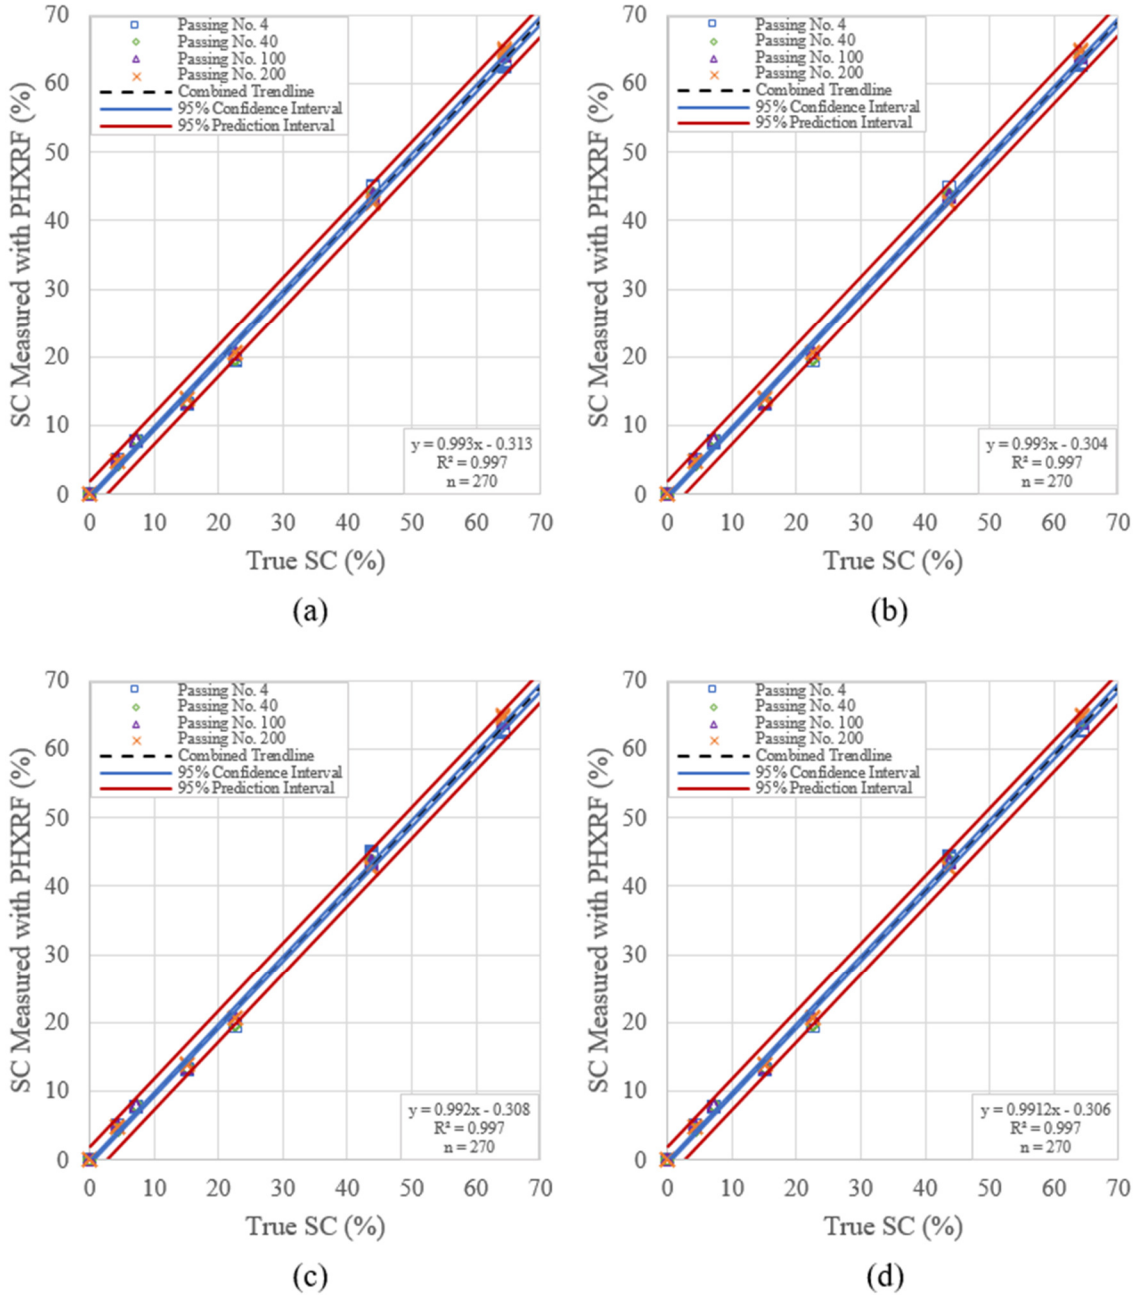 SC Measured with PHXRF (%)
70
60
50
40
30
20
10
0
Passing No. 4
Passing No. 40
Passing No. 100
Passing No. 200
Combined Trendline
95% Confidence Interval
95% Prediction Interval
y = 0.993x - 0.313
R² = 0.997
n = 270
0 10 20 30 40 50 60 70
True SC (%)
(a)
SC Measured with PHXRF (%)
70
60
50
40
30
20
10
0
Passing No. 4
Passing No. 40
Passing No. 100
Passing No. 200
Combined Trendline
95% Confidence Interval
95% Prediction Interval
y = 0.993x - 0.304
R² = 0.997
n = 270
0 10 20 30 40 50 60 70
True SC (%)
(b)
SC Measured with PHXRF (%)
70
60
50
40
30
20
10
0
Passing No. 4
Passing No. 40
Passing No. 100
Passing No. 200
Combined Trendline
95% Confidence Interval
95% Prediction Interval
y = 0.992x - 0.308
R² = 0.997
n = 270
0 10 20 30 40 50 60 70
True SC (%)
(c)
SC Measured with PHXRF (%)
70
60
50
40
30
20
10
0
Passing No. 4
Passing No. 40
Passing No. 100
Passing No. 200
Combined Trendline
95% Confidence Interval
95% Prediction Interval
y = 0.9912x - 0.306
R² = 0.997
n = 270
0 10 20 30 40 50 60 70
True SC (%)
(d)